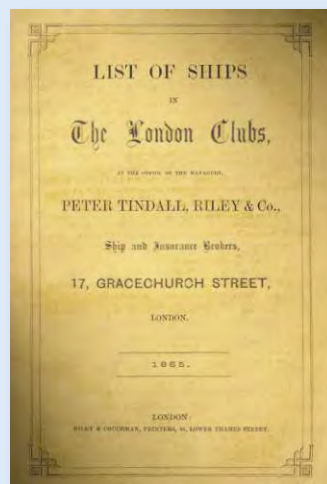 LIST OF SHIPS
IN
The London Clubs,
AT THE OFFICE OF THE MANAGERS,
PETER TINDALL, RILEY & Co.,
Ship and Insurance Brokers,
17, GRACECHURCH STREET,
LONDON.
1865.
LONDON:
RILEY & COUCHMAN, PRINTERS, LOWER THAMES STREET.